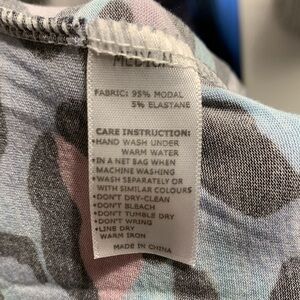 MEDIUM
FABRIC: 95% MODAL
5% ELASTANE
CARE INSTRUCTION:
•HAND WASH UNDER
WARM WATER
•IN A NET BAG WHEN
MACHINE WASHING
•WASH SEPARATELY OR
WITH SIMILAR COLOURS
•DON'T DRY-CLEAN
•DON'T BLEACH
•DON'T TUMBLE DRY
•DON'T WRING
•LINE DRY
WARM IRON
MADE IN CHINA